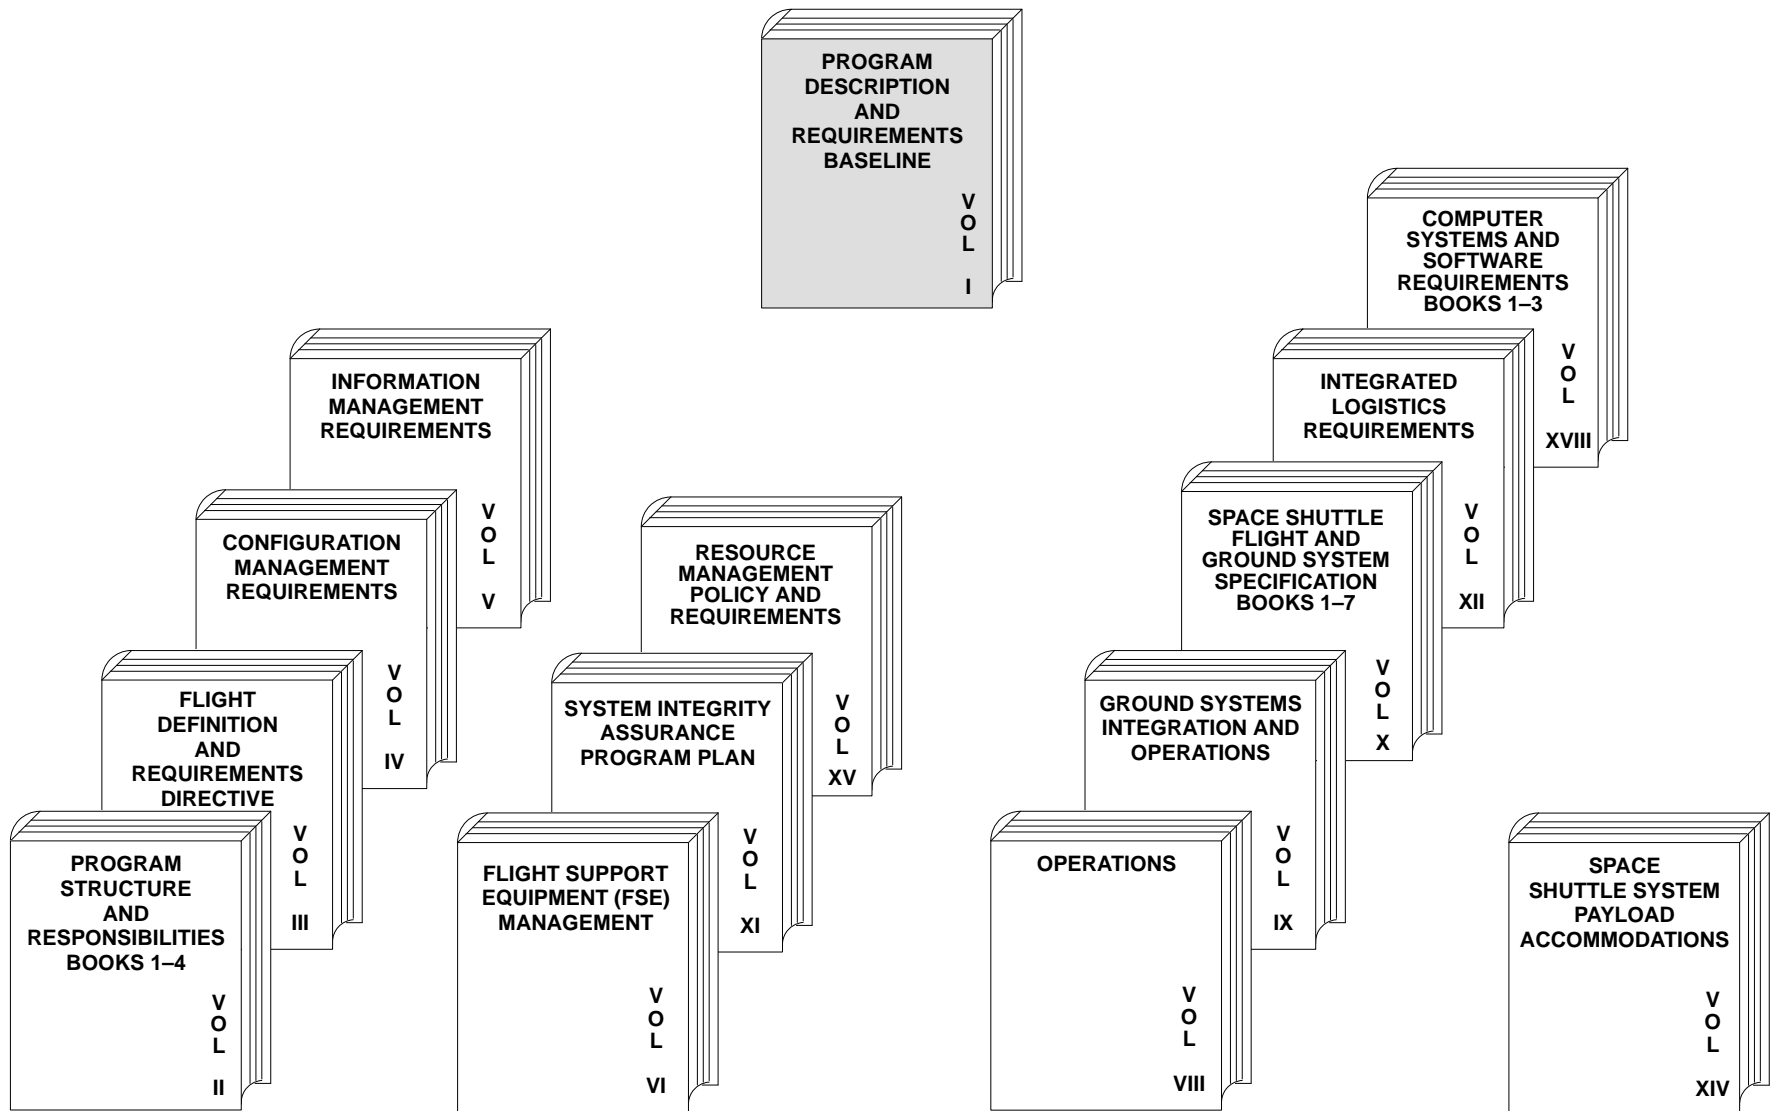 PROGRAM
DESCRIPTION
AND
REQUIREMENTS
BASELINE
V
O
L
I
INFORMATION
MANAGEMENT
REQUIREMENTS
V
O
L
V
CONFIGURATION
MANAGEMENT
REQUIREMENTS
V
O
L
IV
FLIGHT
DEFINITION
AND
REQUIREMENTS
DIRECTIVE
V
O
L
III
PROGRAM
STRUCTURE
AND
RESPONSIBILITIES
BOOKS 1–4
V
O
L
II
RESOURCE
MANAGEMENT
POLICY AND
REQUIREMENTS
V
O
L
XV
SYSTEM INTEGRITY
ASSURANCE
PROGRAM PLAN
V
O
L
XI
FLIGHT SUPPORT
EQUIPMENT (FSE)
MANAGEMENT
V
O
L
VI
COMPUTER
SYSTEMS AND
SOFTWARE
REQUIREMENTS
BOOKS 1–3
V
O
L
XVIII
INTEGRATED
LOGISTICS
REQUIREMENTS
V
O
L
XII
SPACE SHUTTLE
FLIGHT AND
GROUND SYSTEM
SPECIFICATION
BOOKS 1–7
V
O
L
X
GROUND SYSTEMS
INTEGRATION AND
OPERATIONS
V
O
L
IX
OPERATIONS
V
O
L
VIII
SPACE
SHUTTLE SYSTEM
PAYLOAD
ACCOMMODATIONS
V
O
L
XIV